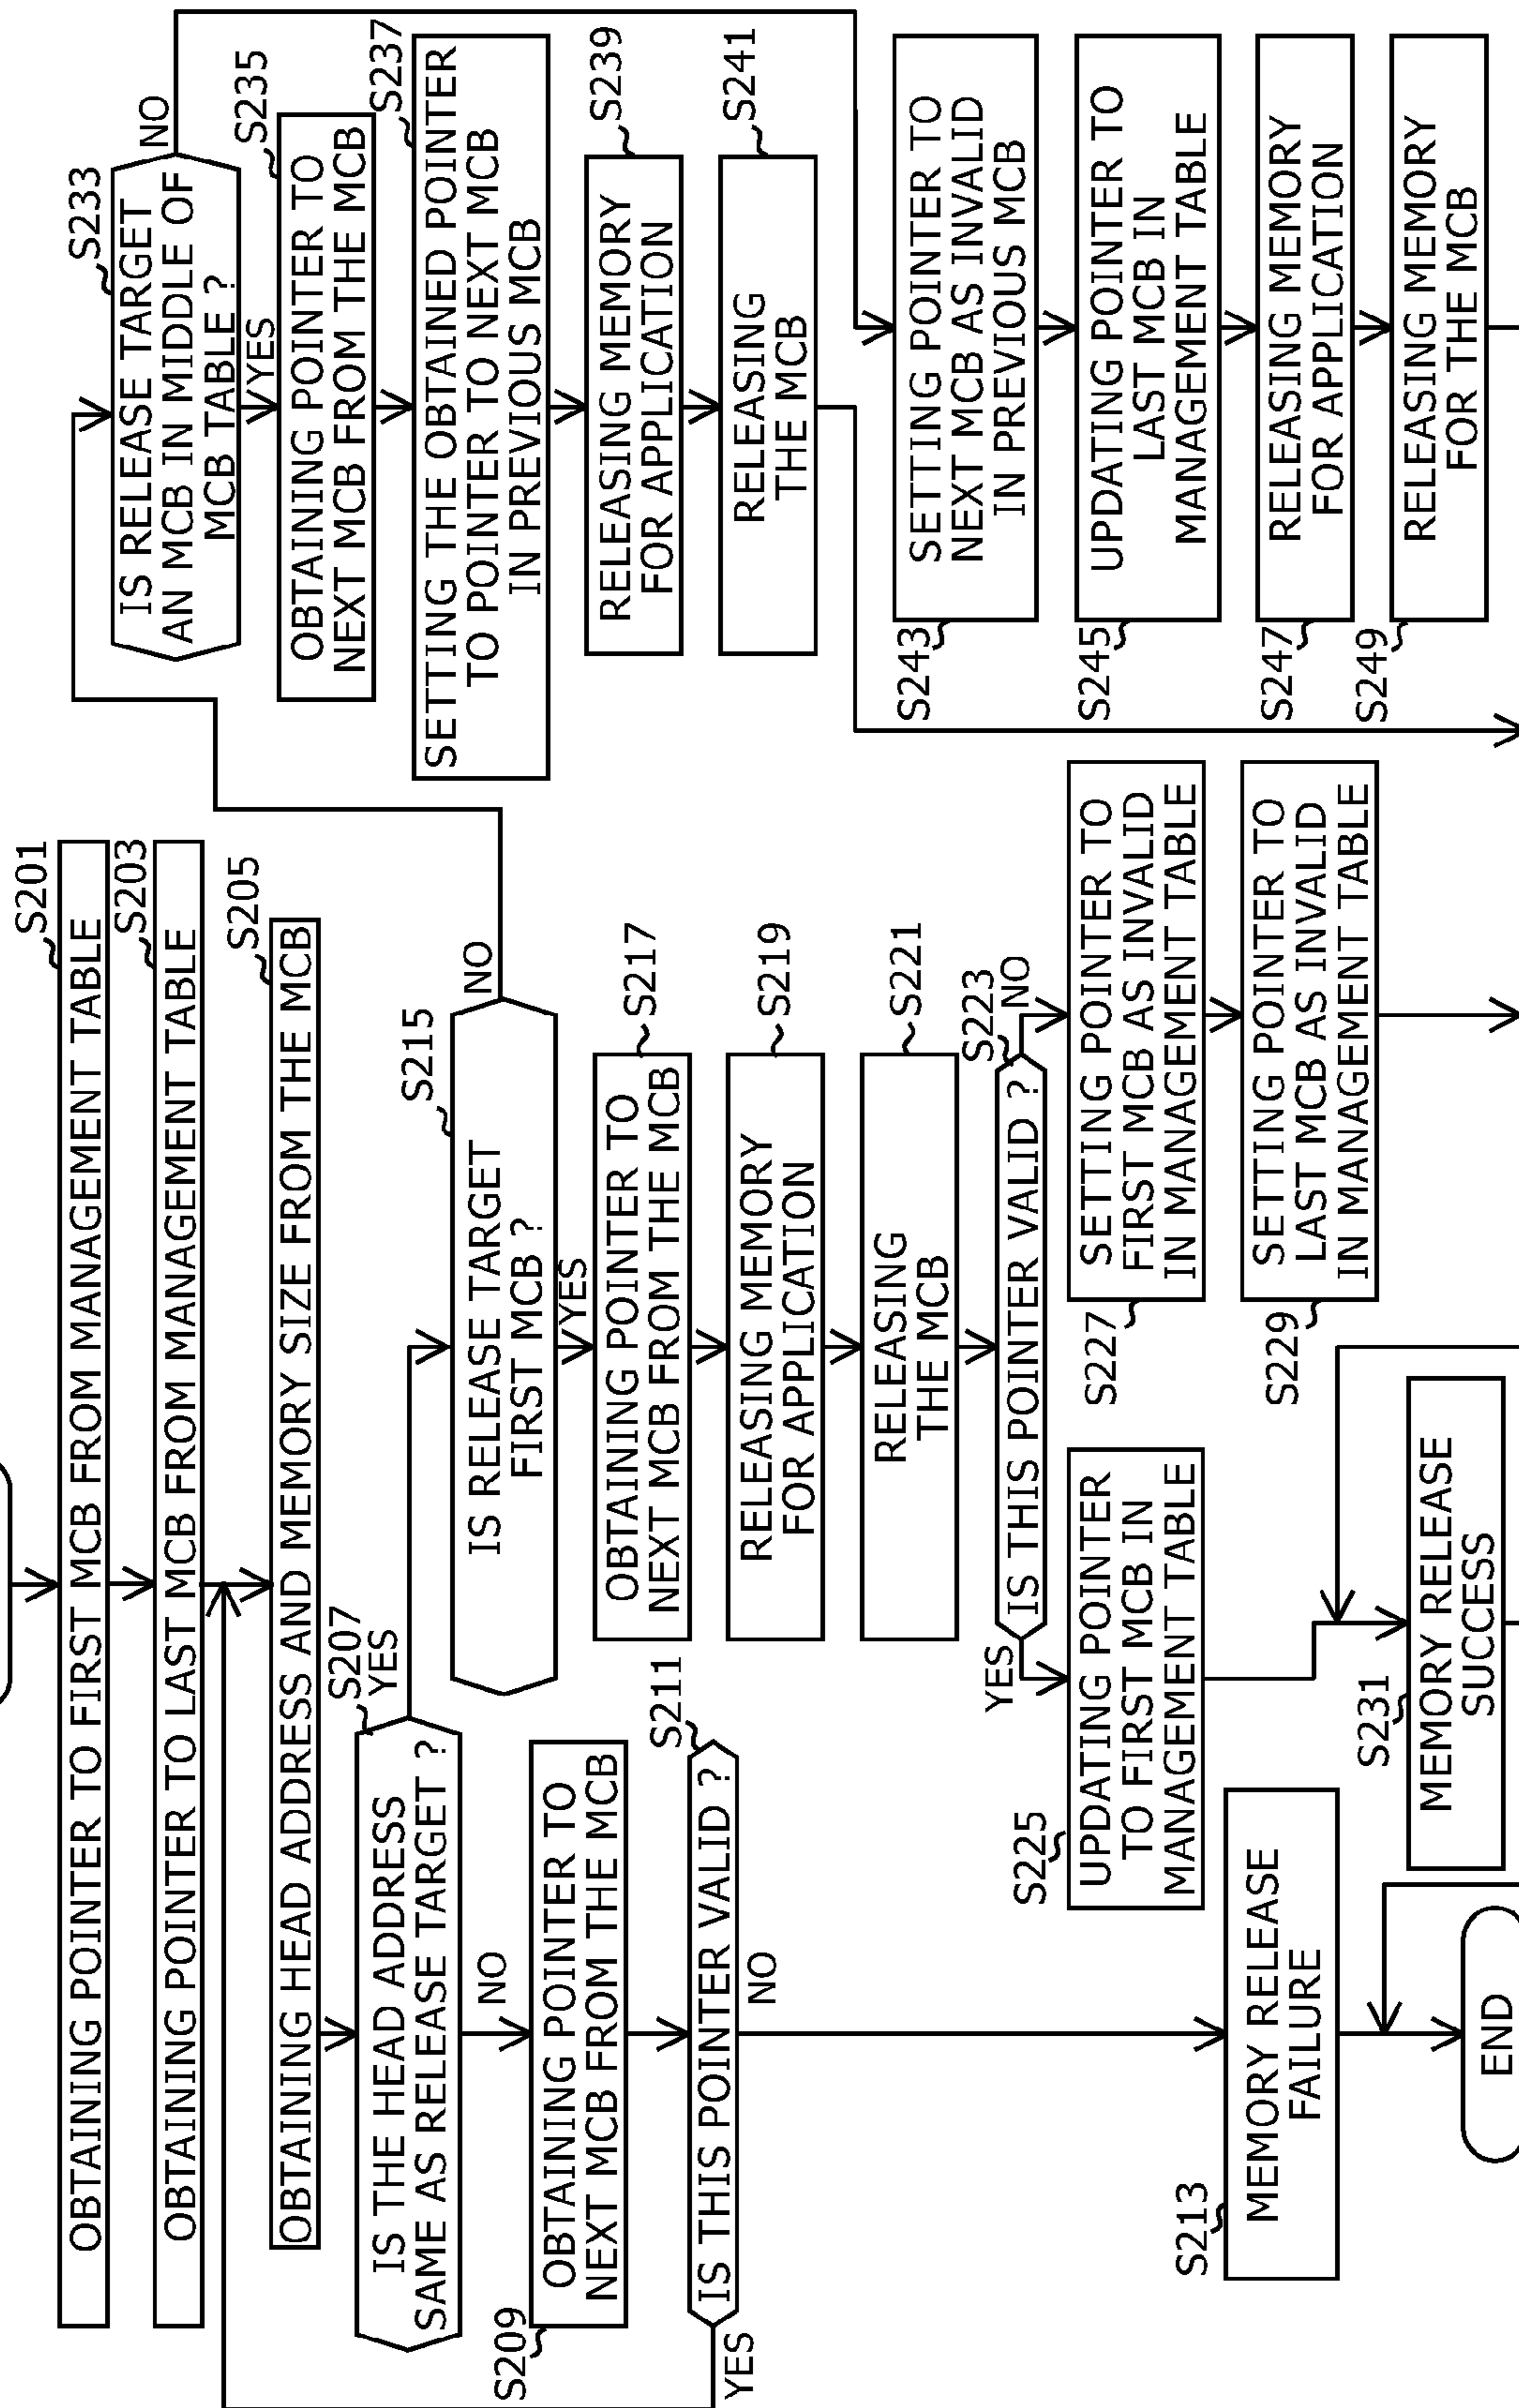 S201
OBTAINING POINTER TO FIRST MCB FROM MANAGEMENT TABLE
S203
OBTAINING POINTER TO LAST MCB FROM MANAGEMENT TABLE
S205
OBTAINING HEAD ADDRESS AND MEMORY SIZE FROM THE MCB
S207
IS THE HEAD ADDRESS
SAME AS RELEASE TARGET ?
YES
NO
S209
OBTAINING POINTER TO
NEXT MCB FROM THE MCB
S211
IS THIS POINTER VALID ?
YES
NO
S213
MEMORY RELEASE
FAILURE
END
S215
IS RELEASE TARGET
FIRST MCB ?
NO
YES
S217
OBTAINING POINTER TO
NEXT MCB FROM THE MCB
S219
RELEASING MEMORY
FOR APPLICATION
S221
RELEASING
THE MCB
S223
IS THIS POINTER VALID ?
YES
NO
S225
UPDATING POINTER
TO FIRST MCB IN
MANAGEMENT TABLE
S227
SETTING POINTER TO
FIRST MCB AS INVALID
IN MANAGEMENT TABLE
S229
SETTING POINTER TO
LAST MCB AS INVALID
IN MANAGEMENT TABLE
S231
MEMORY RELEASE
SUCCESS
S233
IS RELEASE TARGET
AN MCB IN MIDDLE OF
MCB TABLE ?
NO
YES
S235
OBTAINING POINTER TO
NEXT MCB FROM THE MCB
S237
SETTING THE OBTAINED POINTER
TO POINTER TO NEXT MCB
IN PREVIOUS MCB
S239
RELEASING MEMORY
FOR APPLICATION
S241
RELEASING
THE MCB
S243
SETTING POINTER TO
NEXT MCB AS INVALID
IN PREVIOUS MCB
S245
UPDATING POINTER TO
LAST MCB IN
MANAGEMENT TABLE
S247
RELEASING MEMORY
FOR APPLICATION
S249
RELEASING MEMORY
FOR THE MCB